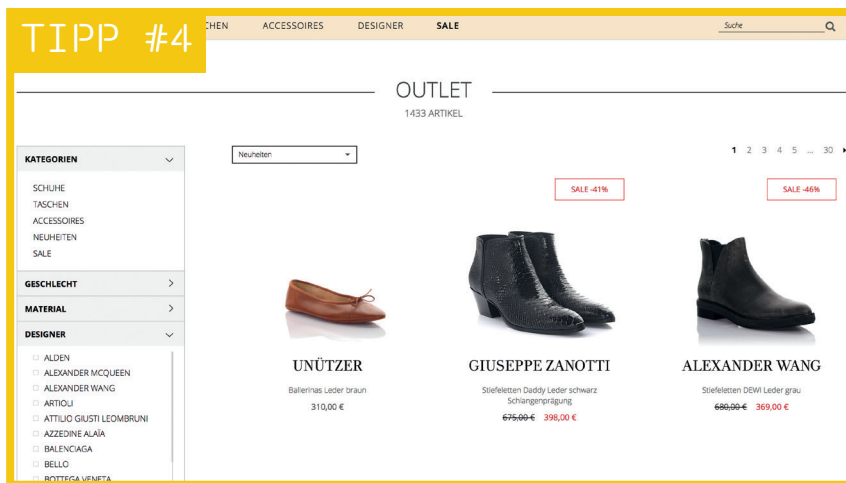 TIPP #4
CHEN ACCESSOIRES DESIGNER SALE Suche
OUTLET
1433 ARTIKEL
KATEGORIEN
SCHUHE
TASCHEN
ACCESSOIRES
NEUHEITEN
SALE
GESCHLECHT
MATERIAL
DESIGNER
ALDEN
ALEXANDER MCQUEEN
ALEXANDER WANG
ARTIOLI
ATTILIO GIUSTI LEOMBRUNI
AZZEDINE ALAÏA
BALENCIAGA
BELLO
BOTTEGA VENETA
Neuheiten
1 2 3 4 5 ... 30
UNÜTZER
Ballerinas Leder braun
310,00 €
SALE -41%
GIUSEPPE ZANOTTI
Stiefeletten Daddy Leder schwarz
Schlangenprägung
675,00 € 398,00 €
SALE -46%
ALEXANDER WANG
Stiefeletten DEWI Leder grau
680,00 € 369,00 €